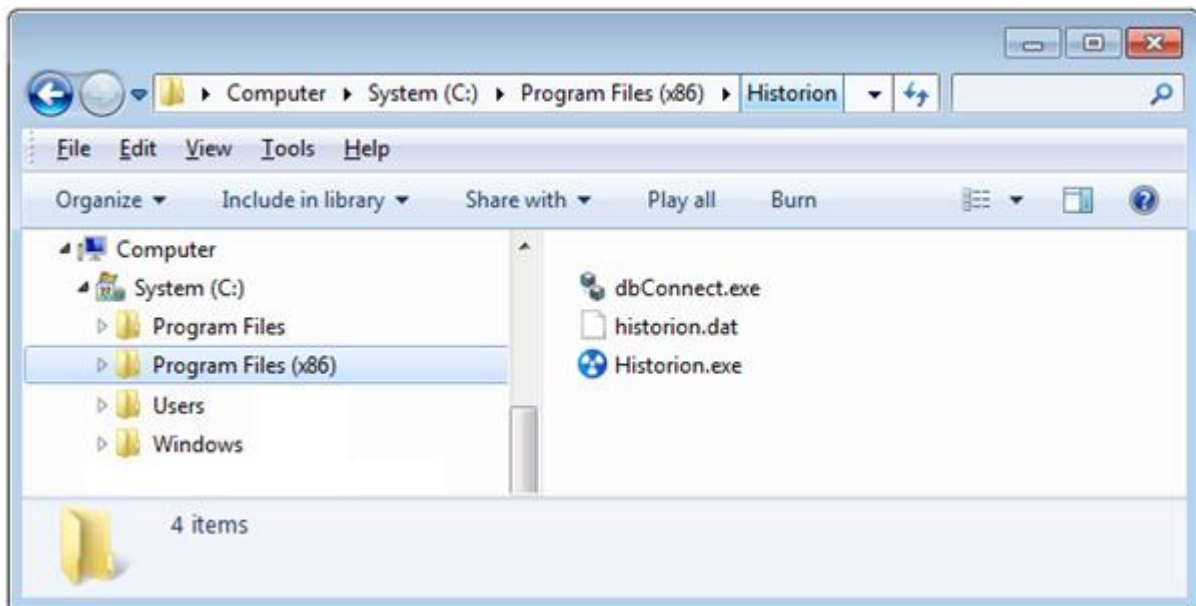 Computer System (C:) Program Files (x86) Historion
File Edit View Tools Help
Organize Include in library Share with Play all Burn
Computer
System (C:)
Program Files
Program Files (x86)
Users
Windows
dbConnect.exe
historion.dat
Historion.exe
4 items